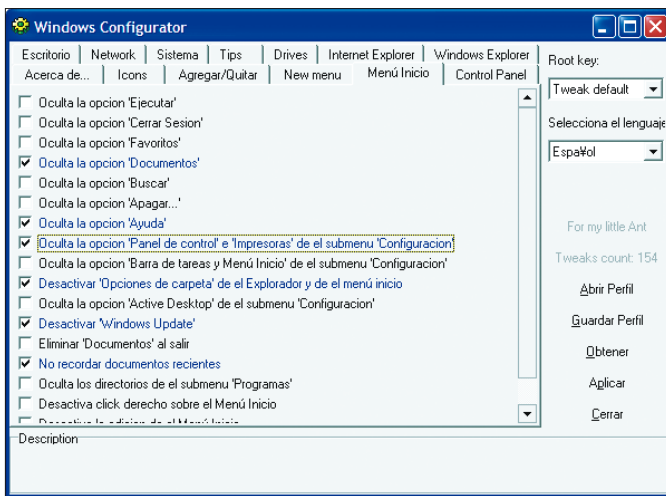 Windows Configurator
Escritorio Network Sistema Tips Drives Internet Explorer Windows Explorer
Acerca de... Icons Agregar/Quitar New menu Menú Inicio Control Panel
Oculta la opcion 'Ejecutar'
Oculta la opcion 'Cerrar Sesion'
Oculta la opcion 'Favoritos'
Oculta la opcion 'Documentos'
Oculta la opcion 'Buscar'
Oculta la opcion 'Apagar...'
Oculta la opcion 'Ayuda'
Oculta la opcion 'Panel de control' e 'Impresoras' de el submenu 'Configuracion'
Oculta la opcion 'Barra de tareas y Menú Inicio' de el submenu 'Configuracion'
Desactivar 'Opciones de carpeta' de el Explorador y de el menú inicio
Oculta la opcion 'Active Desktop' de el submenu 'Configuracion'
Desactivar 'Windows Update'
Eliminar 'Documentos' al salir
No recordar documentos recientes
Oculta los directorios de el submenu 'Programas'
Desactiva click derecho sobre el Menú Inicio
Desactiva la edicion de el Menú Inicio
Root key:
Tweak default
Selecciona el lenguaje
Espa¥ol
For my little Ant
Tweaks count: 154
Abrir Perfil
Guardar Perfil
Obtener
Aplicar
Cerrar
Description